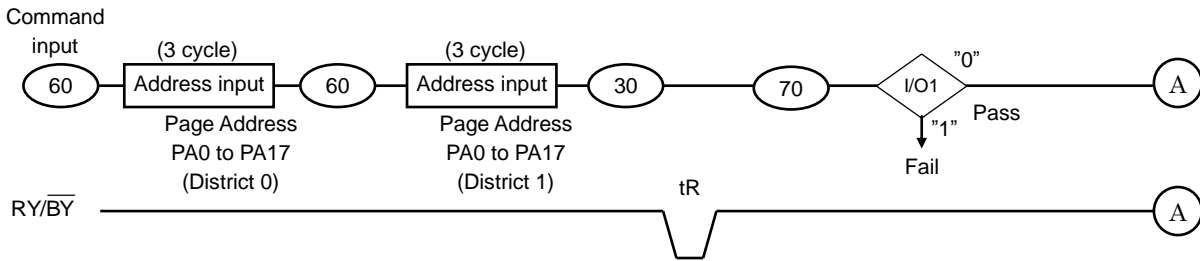 Command
input
(3 cycle)
(3 cycle)
"0"
60
Address input
60
Address input
30
70
I/O1
A
Pass
"1"
Page Address
PA0 to PA17
(District 0)
Page Address
PA0 to PA17
(District 1)
Fail
tR
RY/BY
A